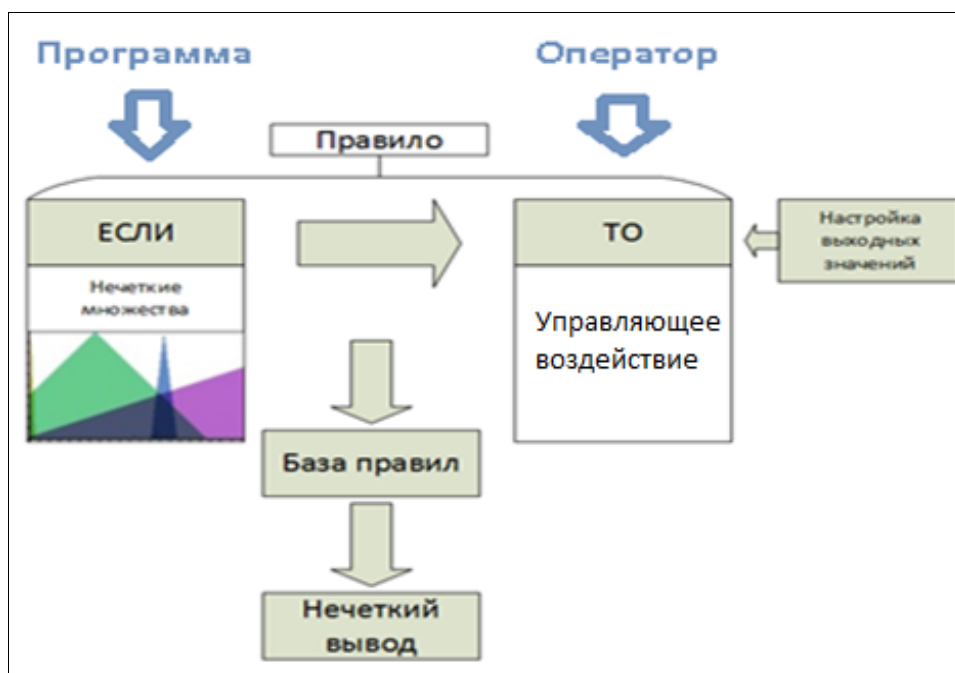 Программа
Оператор
Правило
ЕСЛИ
ТО
Настройка
выходных
значений
Нечеткие
множества
Управляющее
воздействие
База правил
Нечеткий
вывод